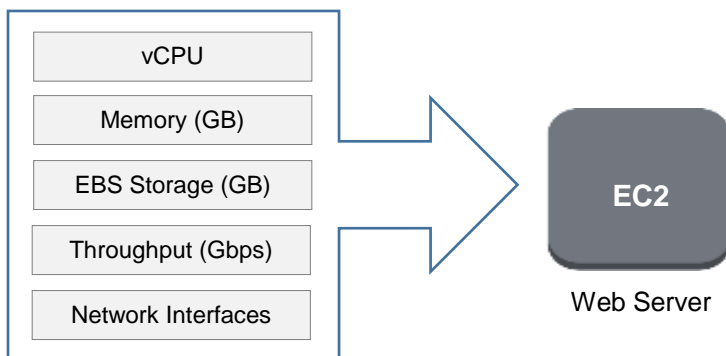 vCPU
Memory (GB)
EBS Storage (GB)
Throughput (Gbps)
Network Interfaces
EC2
Web Server